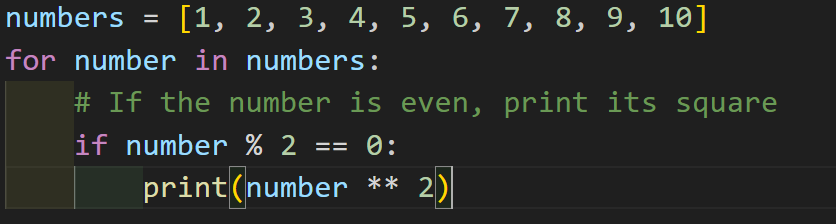 numbers = [1, 2, 3, 4, 5, 6, 7, 8, 9, 10]
for number in numbers:
    # If the number is even, print its square
    if number % 2 == 0:
        print(number ** 2)